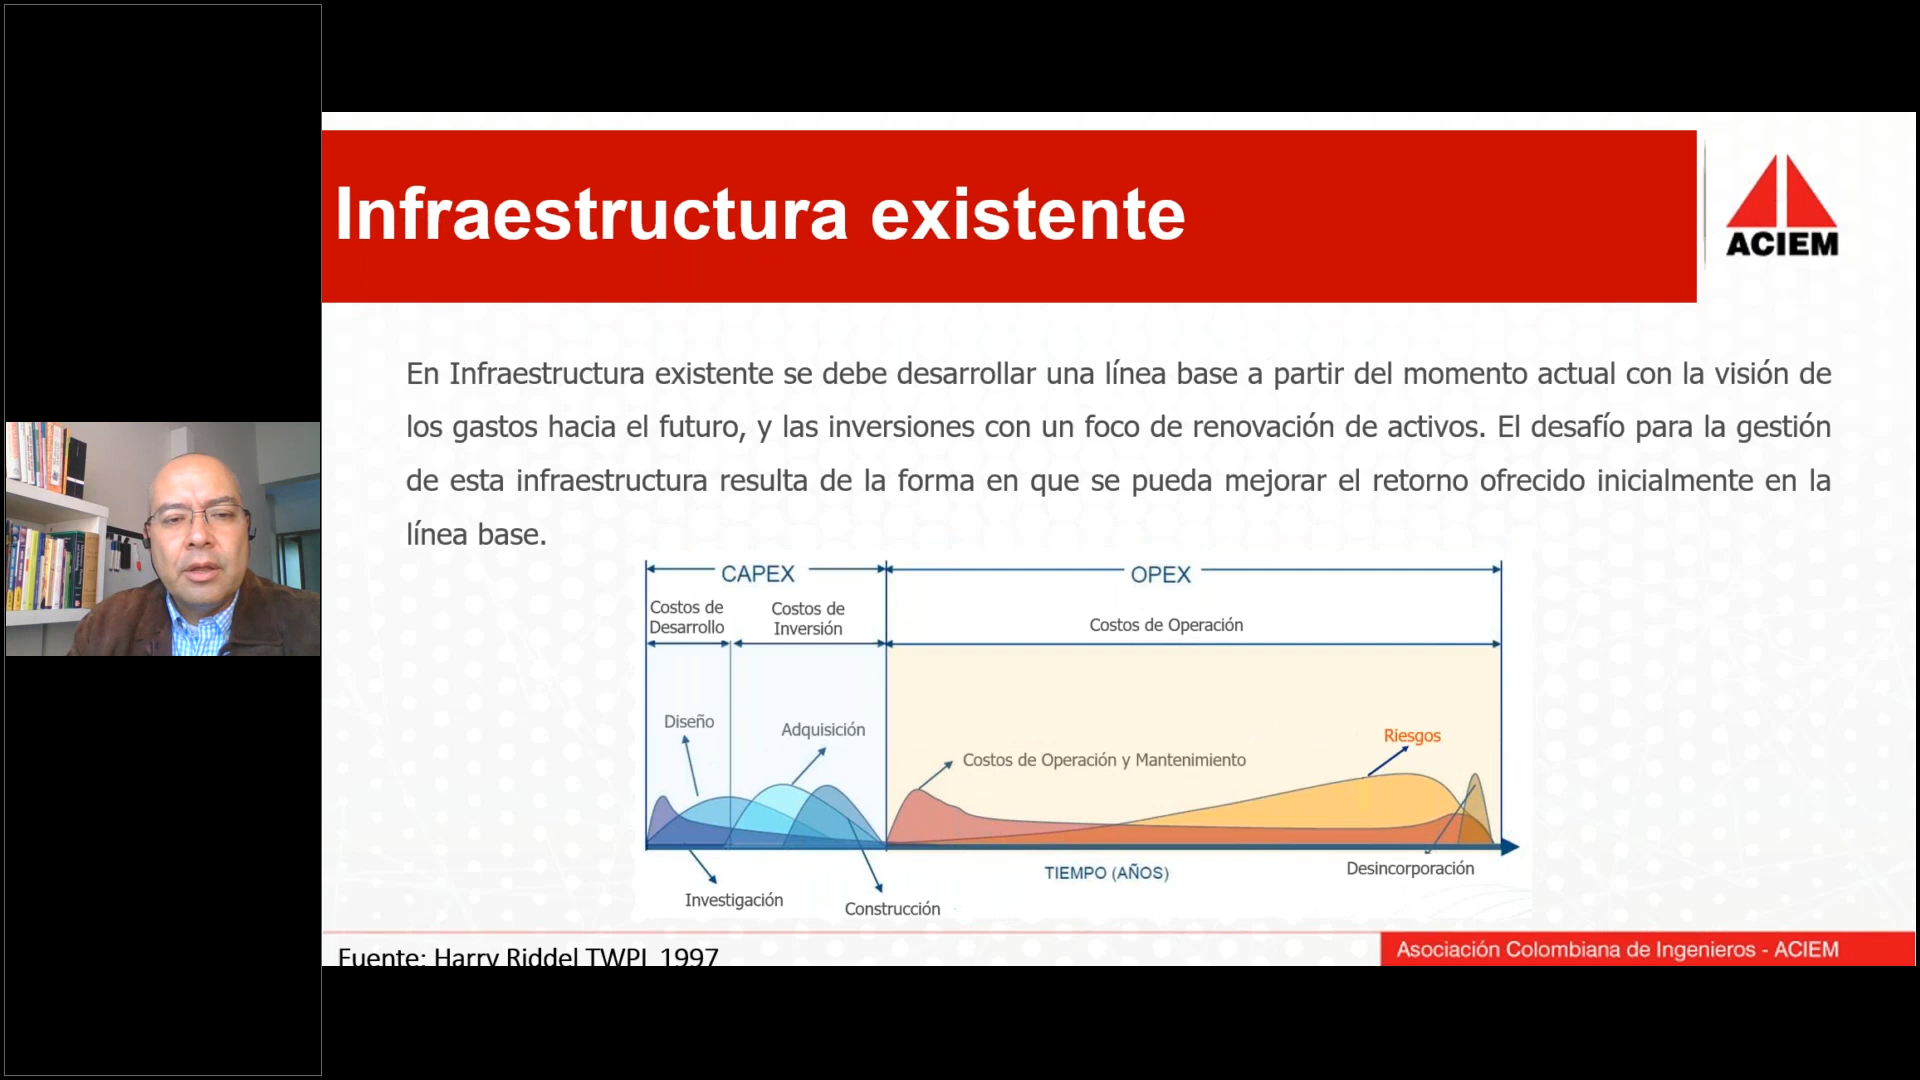 Infraestructura existente
ACIEM
En Infraestructura existente se debe desarrollar una línea base a partir del momento actual con la visión de
los gastos hacia el futuro, y las inversiones con un foco de renovación de activos. El desafío para la gestión
de esta infraestructura resulta de la forma en que se pueda mejorar el retorno ofrecido inicialmente en la
línea base.
CAPEX
OPEX
Costos de
Desarrollo
Costos de
Inversión
Costos de Operación
Diseño
Adquisición
Costos de Operación y Mantenimiento
Riesgos
TIEMPO (AÑOS)
Desincorporación
Investigación
Construcción
Fuente: Harry Riddel TWPL 1997
Asociación Colombiana de Ingenieros - ACIEM